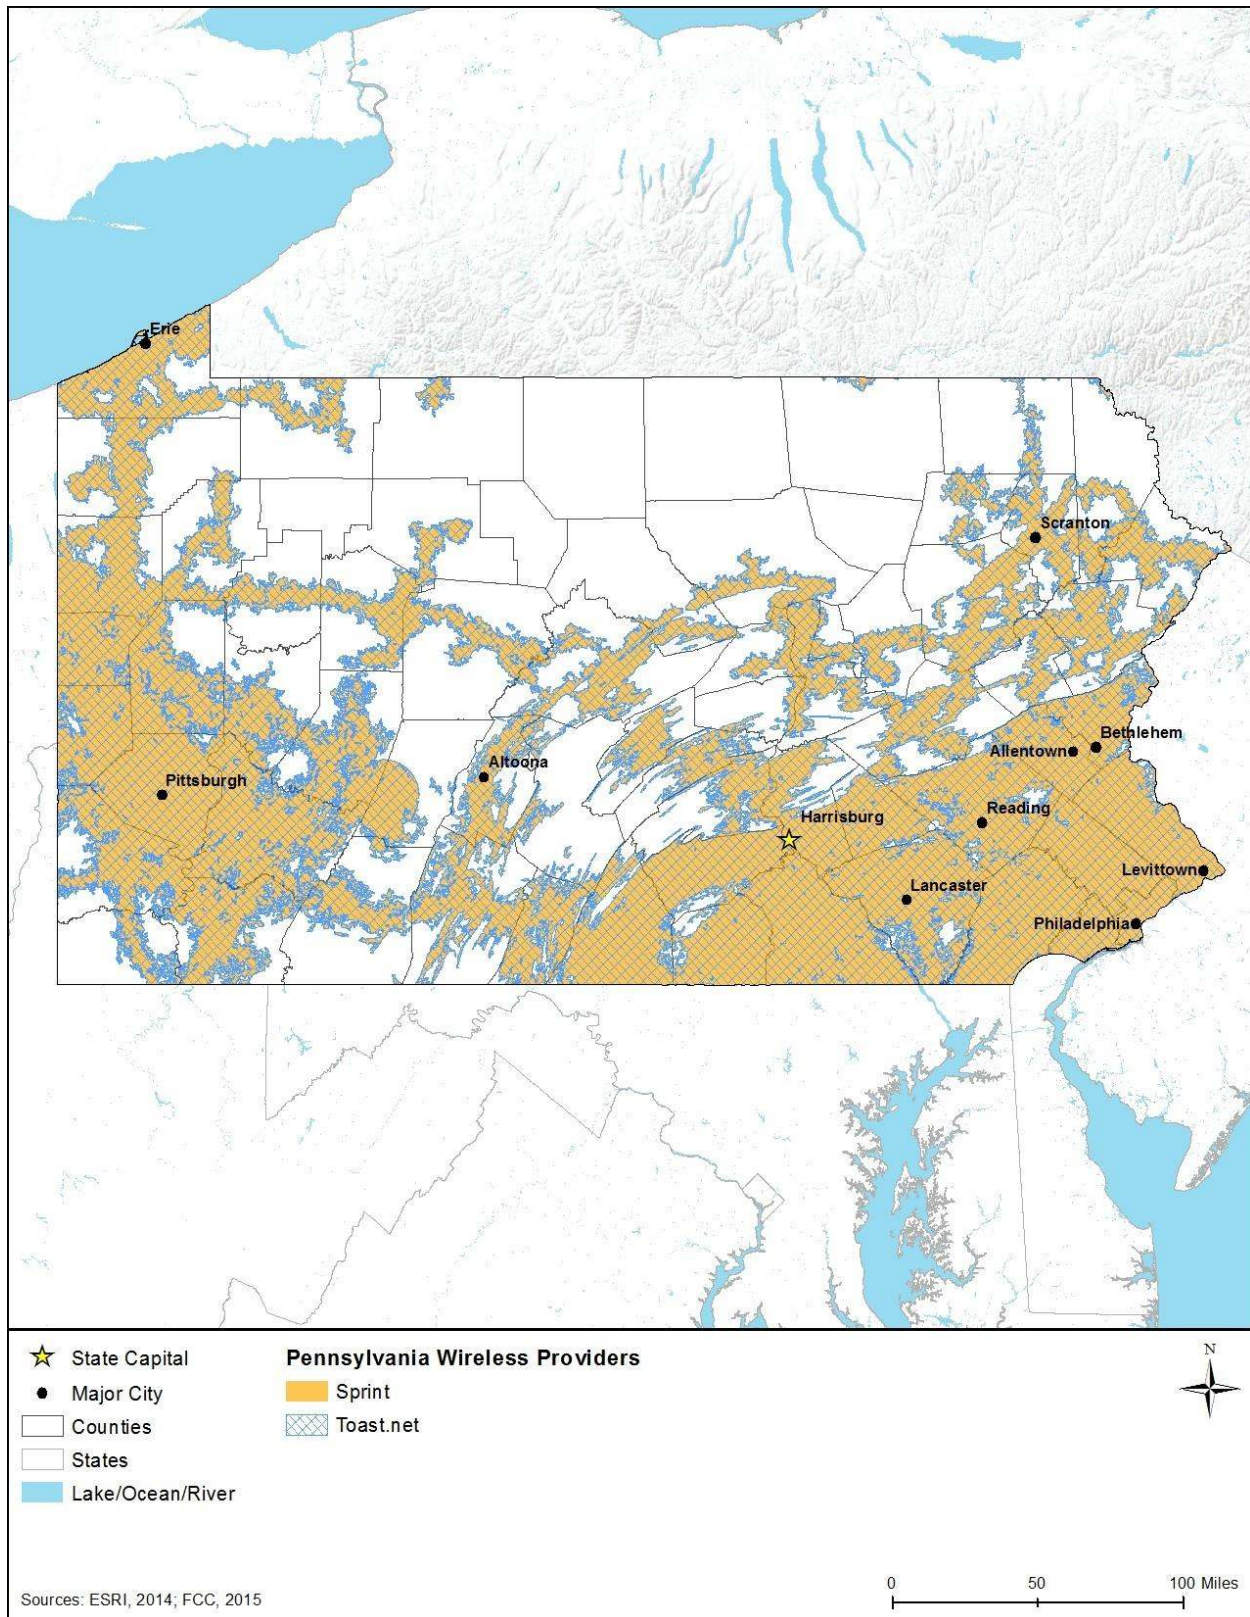 Erie
Scranton
Bethlehem
Allentown
Altoona
Pittsburgh
Reading
Harrisburg
Levittown
Lancaster
Philadelphia
State Capital
Major City
Counties
States
Lake/Ocean/River
Pennsylvania Wireless Providers
Sprint
Toast.net
N
0 50 100 Miles
Sources: ESRI, 2014; FCC, 2015